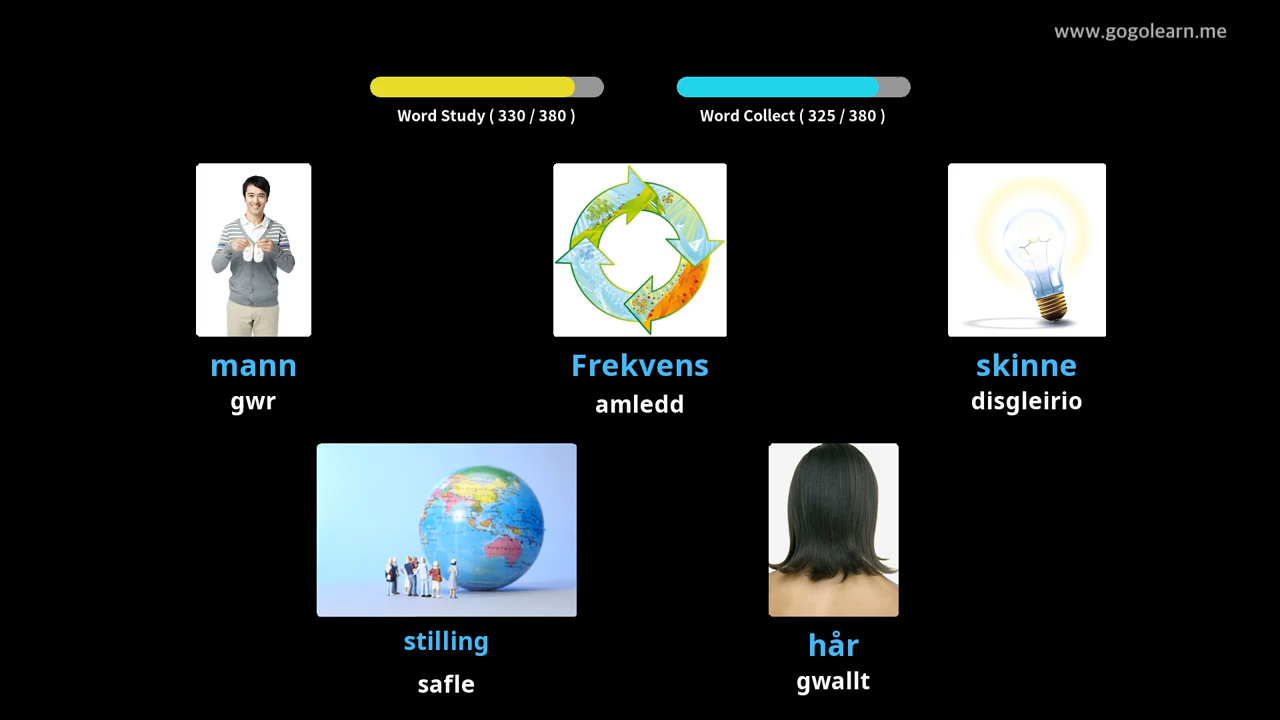 www.gogolearn.me
Word Study ( 330 / 380 )
Word Collect ( 325 / 380 )
mann
gwr
Frekvens
amledd
skinne
disgleirio
stilling
safle
hår
gwallt